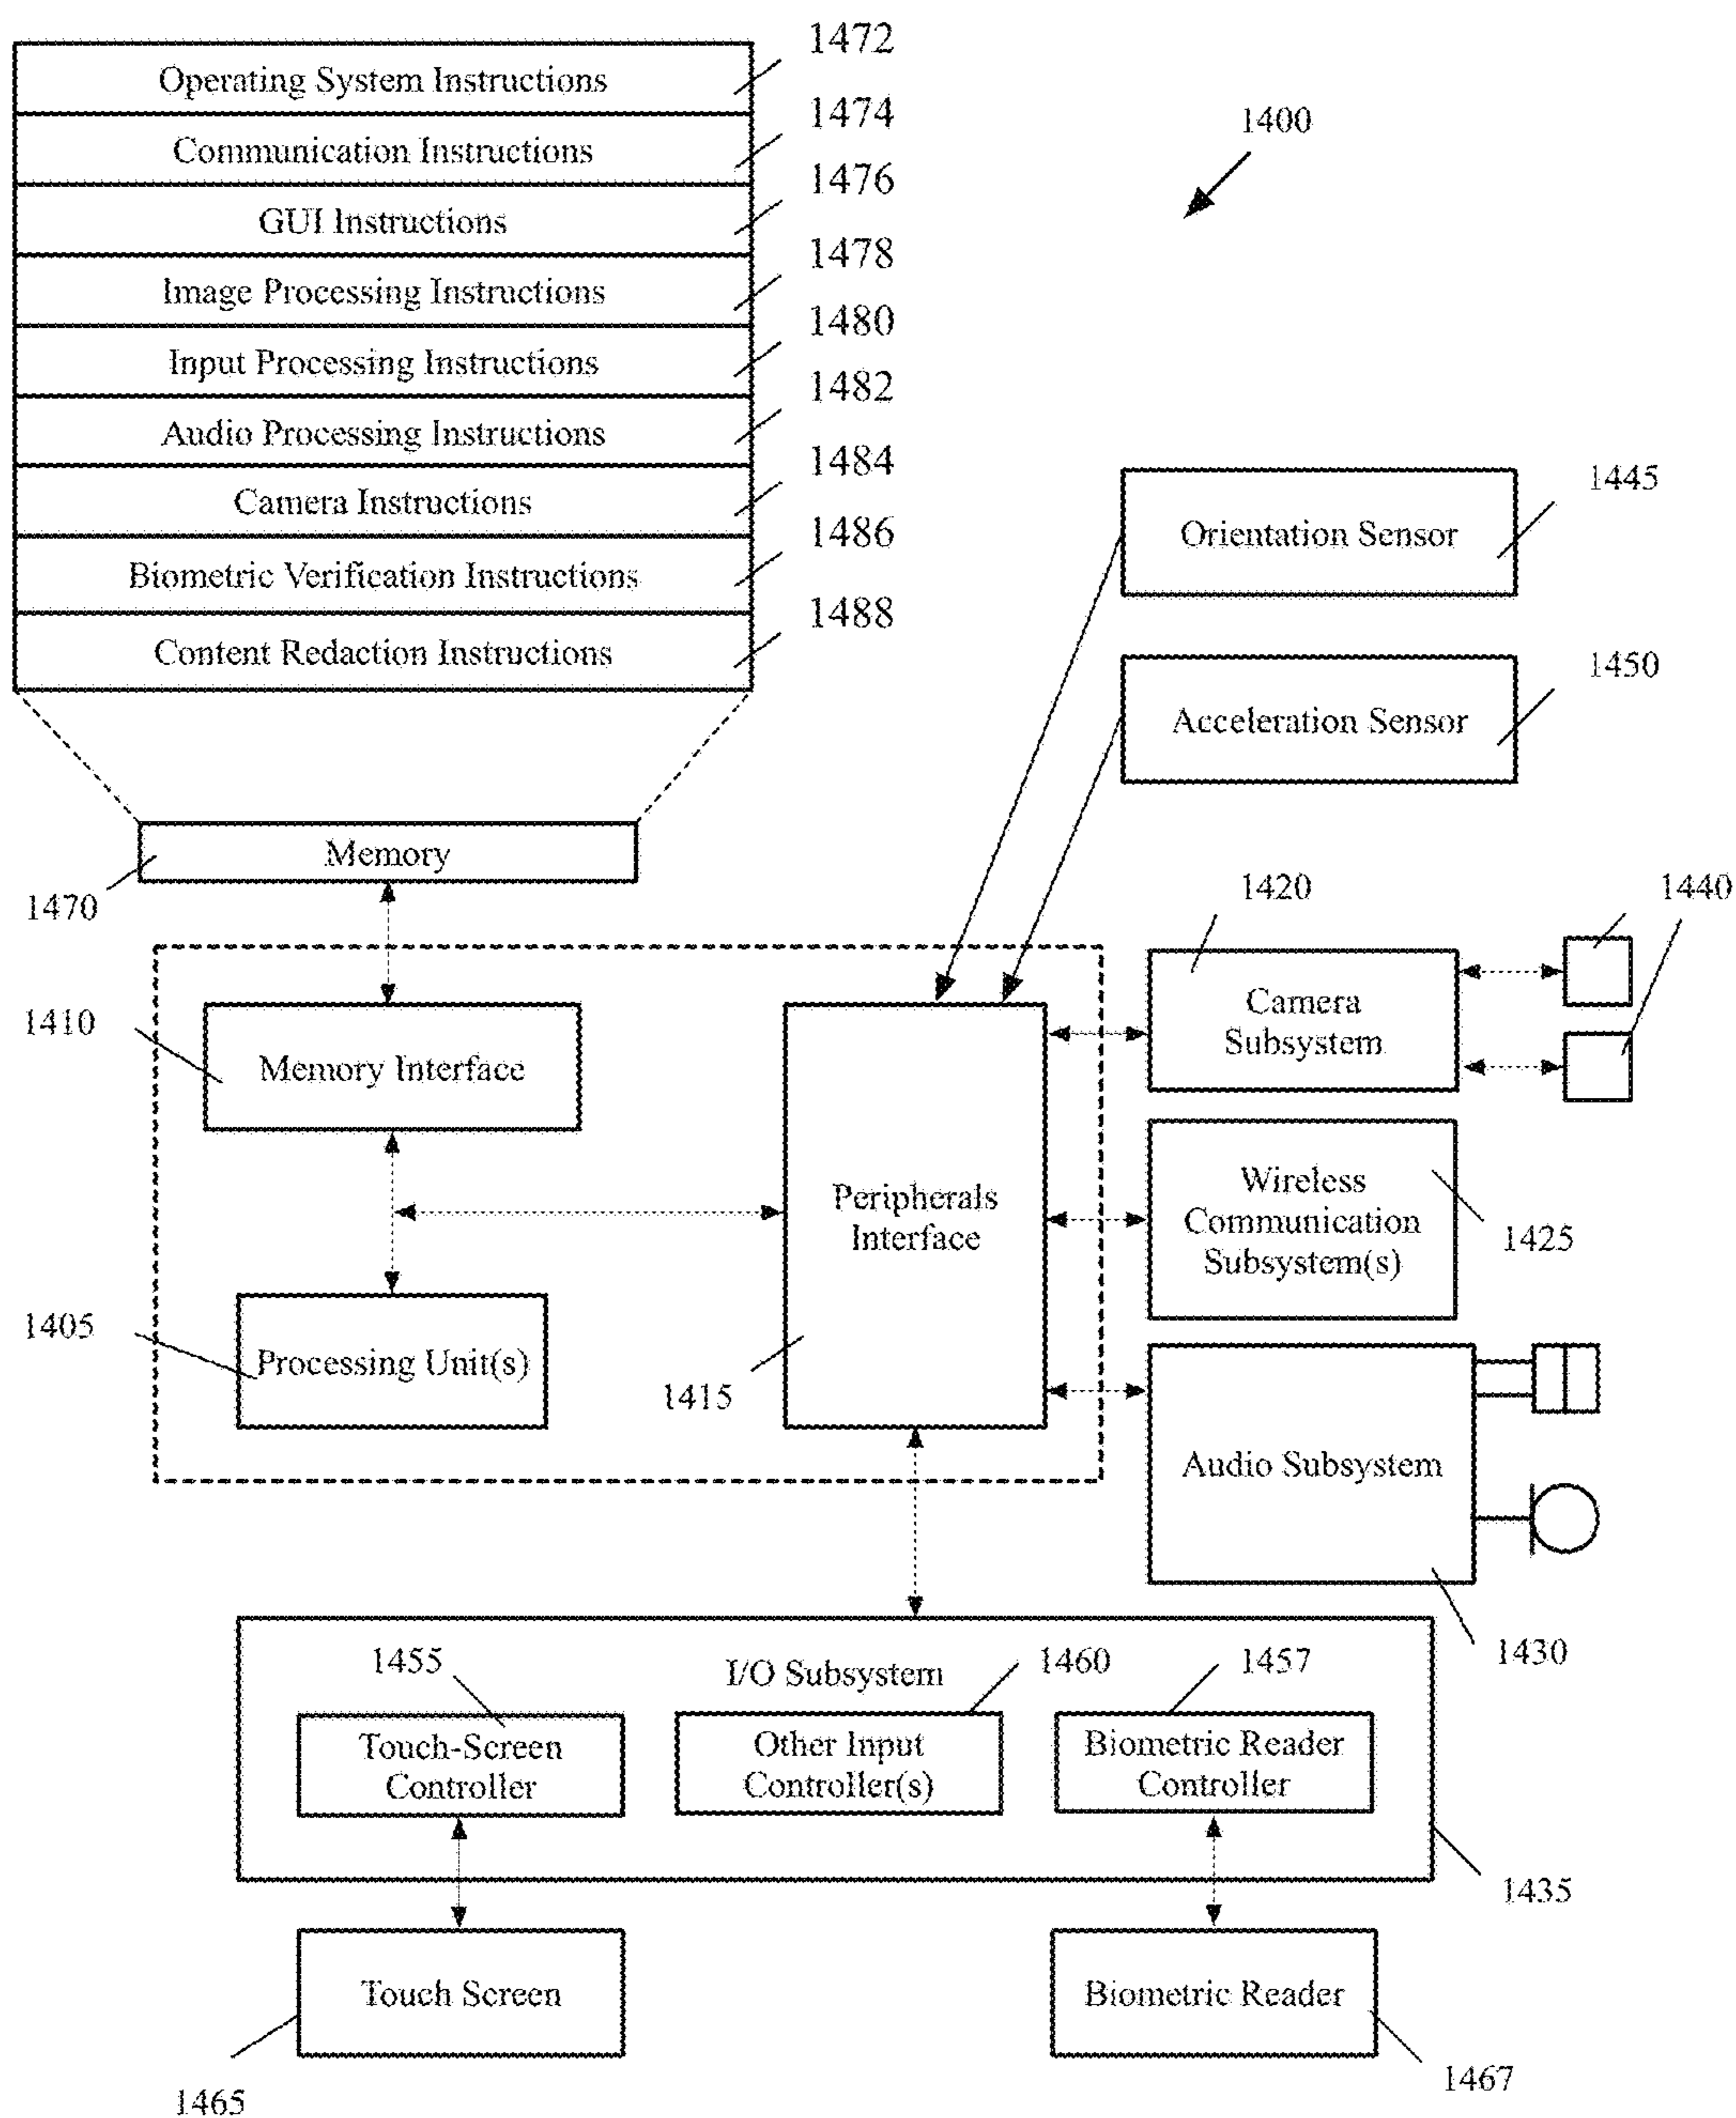 1472
Operating System Instructions
1474
Communication Instructions
1400
1476
GUI Instructions
1478
Image Processing Instructions
1480
Input Processing Instructions
1482
Audio Processing Instructions
1484
Camera Instructions
1445
Orientation Sensor
1486
Biometric Verification Instructions
1488
Content Redaction Instructions
1450
Acceleration Sensor
Memory
1470
1420
1440
Camera
Subsystem
1410
Memory Interface
Peripherals
Interface
Wireless
Communication
Subsystem(s)
1425
1405
Processing Unit(s)
1415
Audio Subsystem
1430
I/O Subsystem
1455
1460
1457
Touch-Screen
Controller
Other Input
Controller(s)
Biometric Reader
Controller
1435
Touch Screen
Biometric Reader
1465
1467